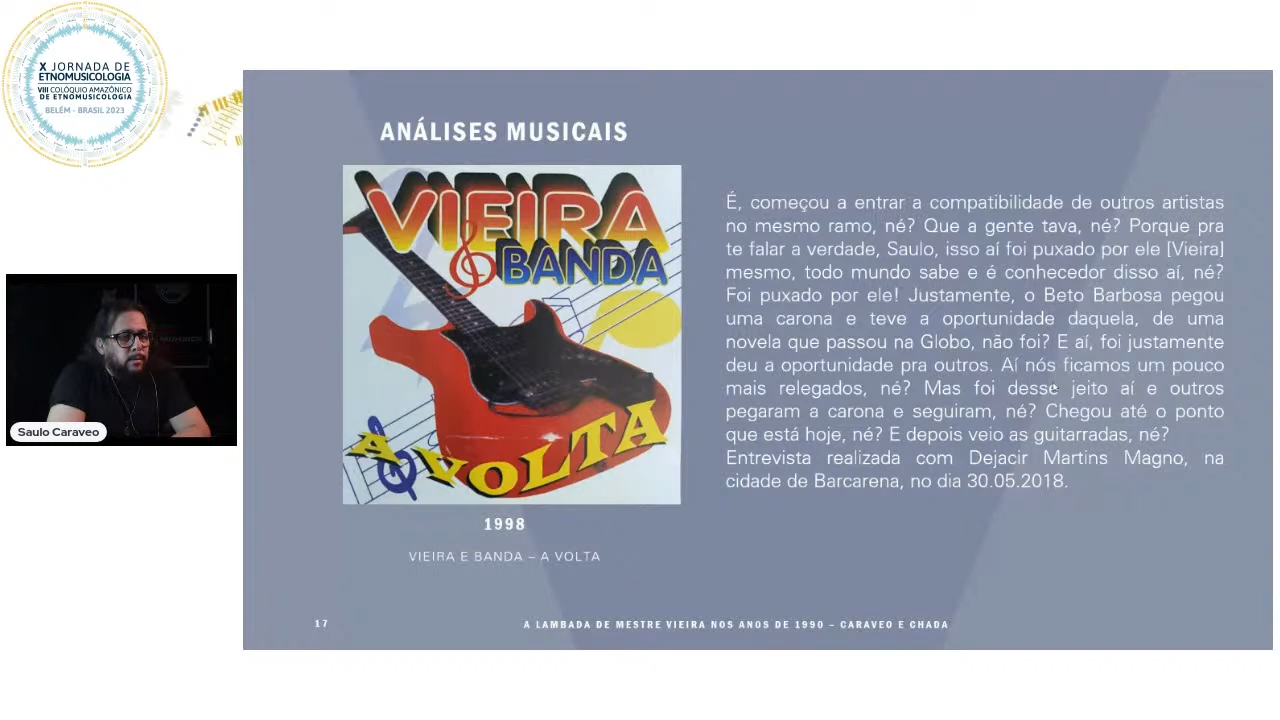 X JORNADA DE
ETNOMUSICOLOGIA
VIII COLÓQUIO AMAZÔNICO
DE ETNOMUSICOLOGIA
BELÉM - BRASIL 2023
Saulo Caraveo
ANÁLISES MUSICAIS
VIEIRA
& BANDA
A VOLTA
1998
VIEIRA E BANDA – A VOLTA
É, começou a entrar a compatibilidade de outros artistas
no mesmo ramo, né? Que a gente tava, né? Porque pra
te falar a verdade, Saulo, isso aí foi puxado por ele [Vieira]
mesmo, todo mundo sabe e é conhecedor disso aí, né?
Foi puxado por ele! Justamente, o Beto Barbosa pegou
uma carona e teve a oportunidade daquela, de uma
novela que passou na Globo, não foi? E aí, foi justamente
deu a oportunidade pra outros. Aí nós ficamos um pouco
mais relegados, né? Mas foi desse jeito aí e outros
pegaram a carona e seguiram, né? Chegou até o ponto
que está hoje, né? E depois veio as guitarradas, né?
Entrevista realizada com Dejacir Martins Magno, na
cidade de Barcarena, no dia 30.05.2018.
17
A LAMBADA DE MESTRE VIEIRA NOS ANOS DE 1990 – CARAVEO E CHADA